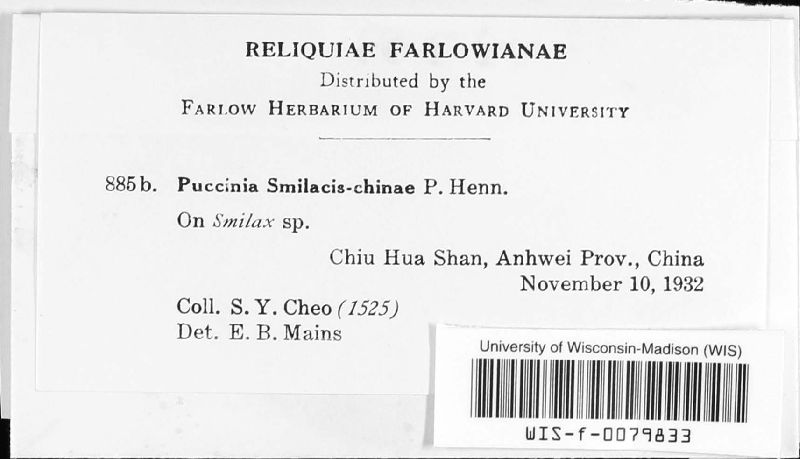 RELIQUIAE FARLOWIANAE
Distributed by the
FARLOW HERBARIUM OF HARVARD UNIVERSITY
885b. Puccinia Smilacis-chinae P. Henn.
On Smilax sp.
Chiu Hua Shan, Anhwei Prov., China
November 10, 1932
Coll. S. Y. Cheo (1525)
Det. E. B. Mains
University of Wisconsin-Madison (WIS)
WIS-f-0079833